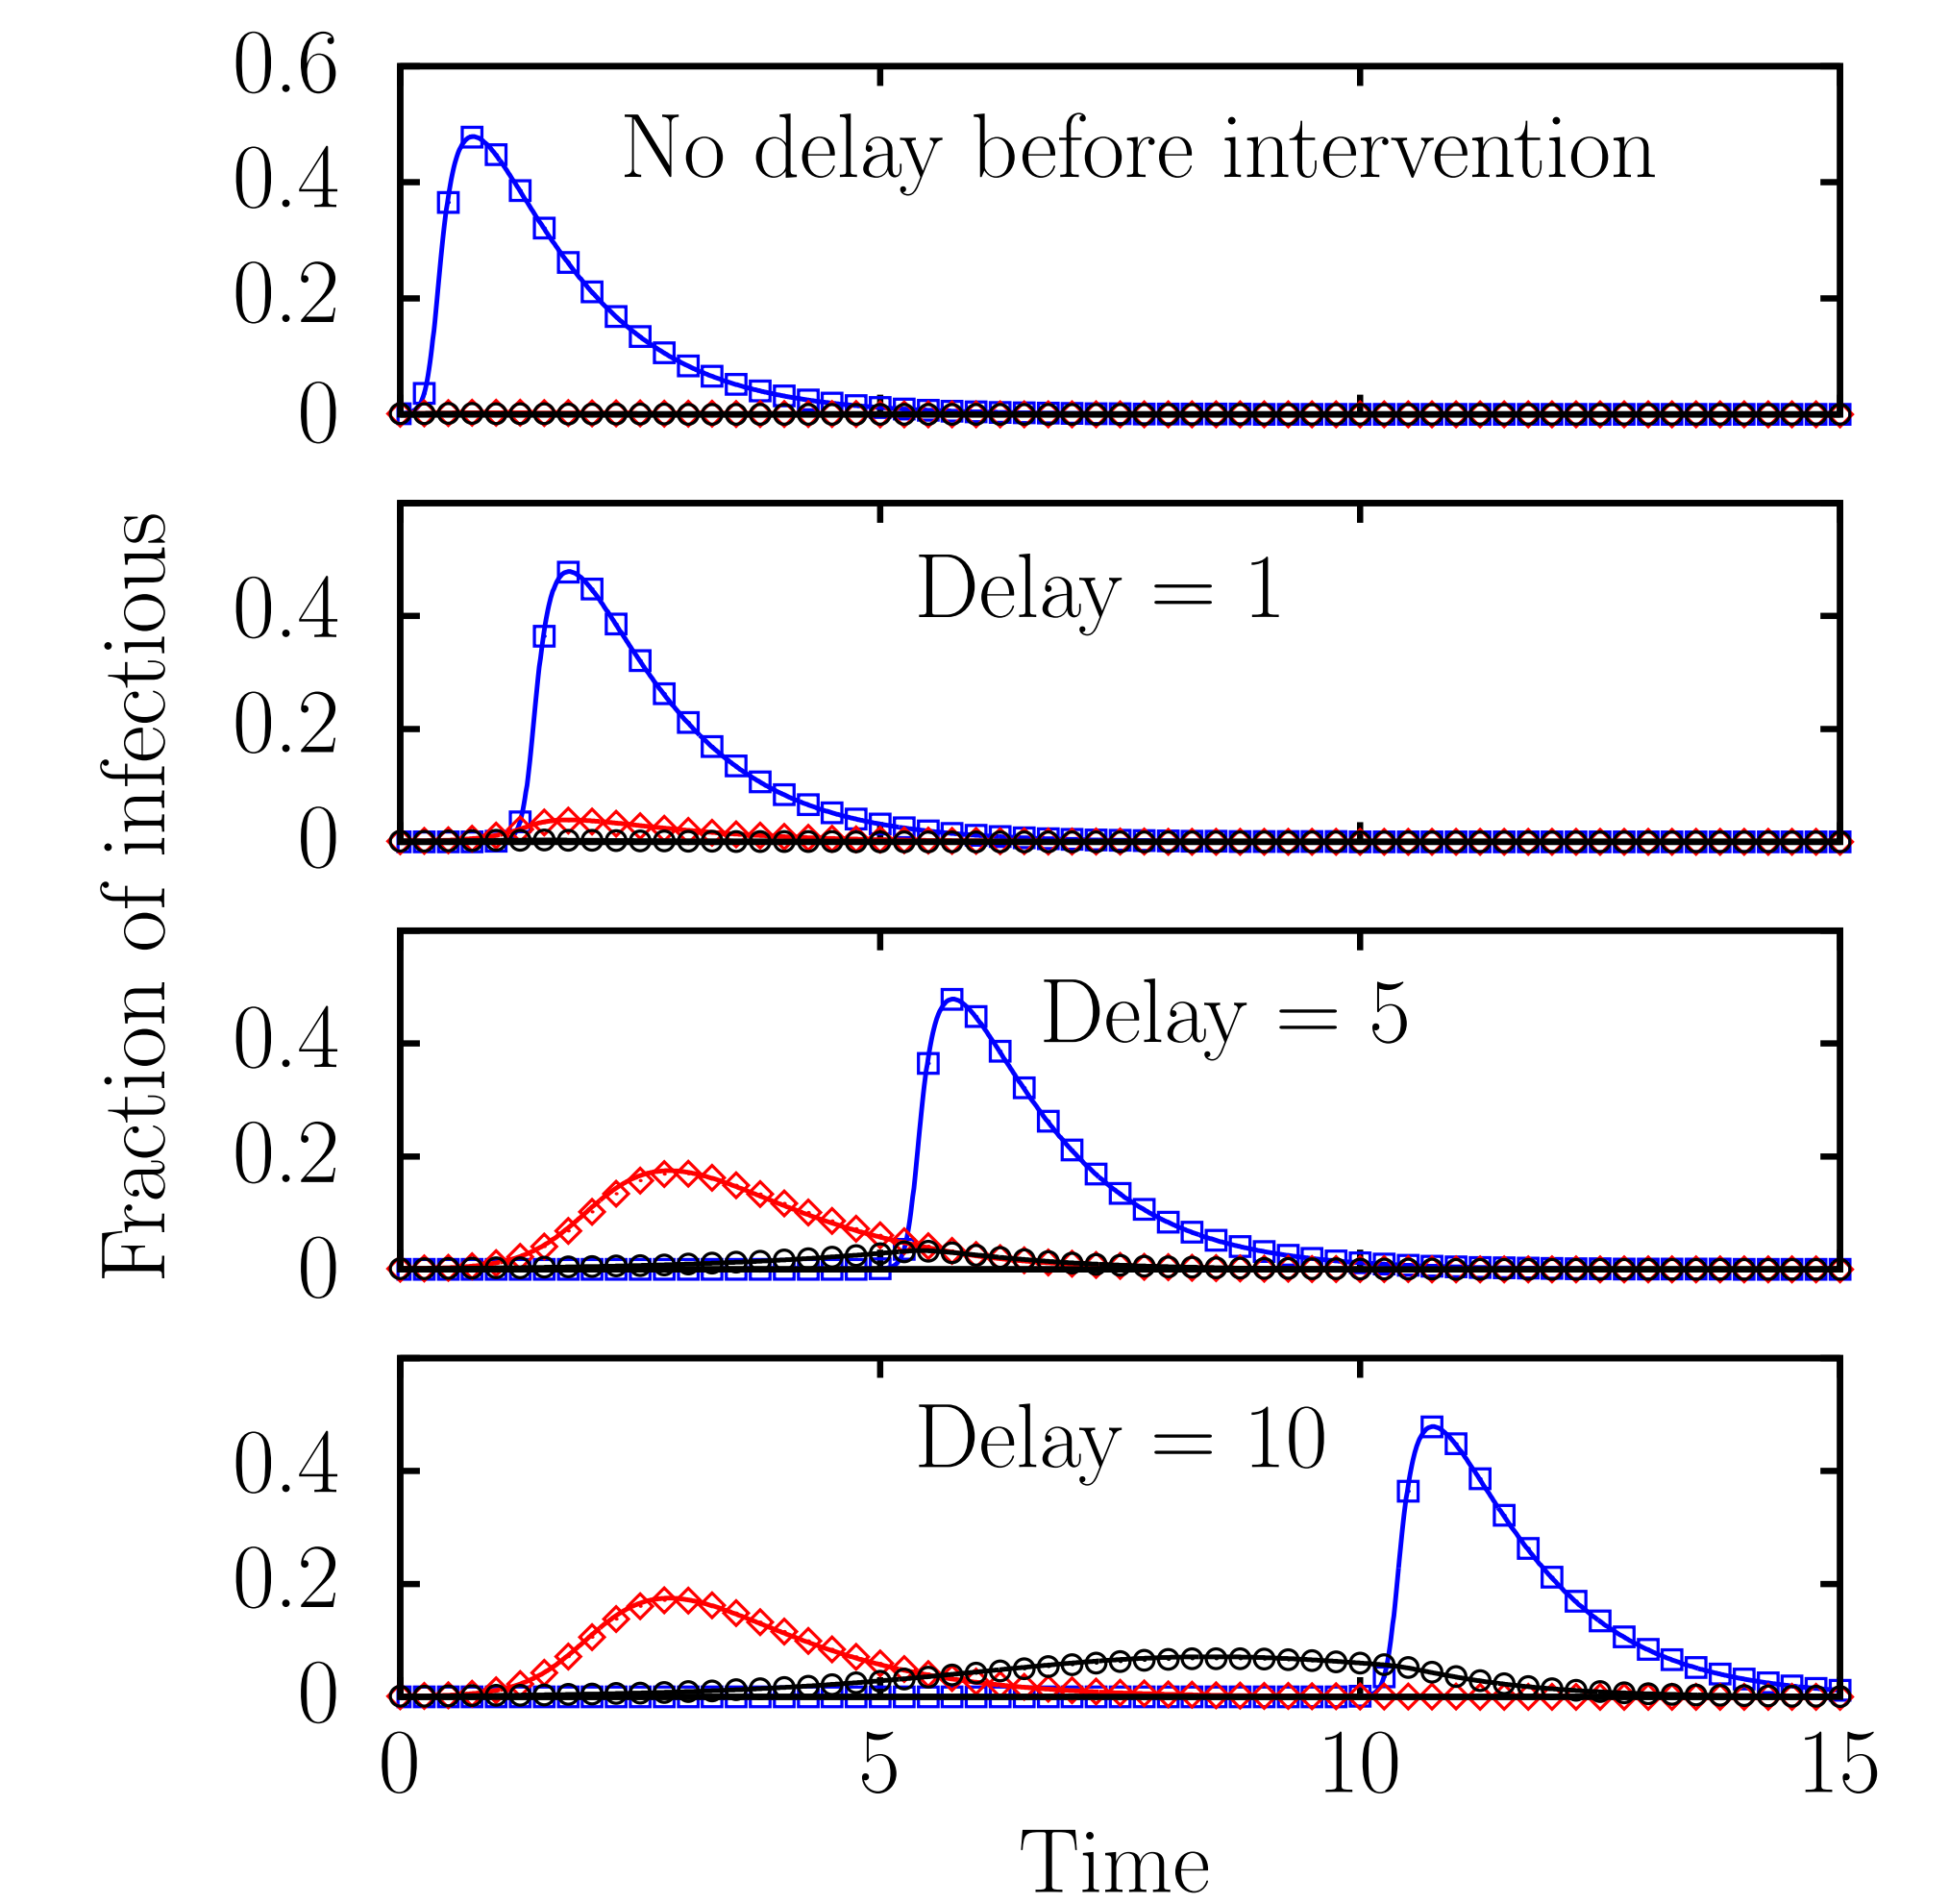 0.6
No delay before intervention
0.4
0.2
0
Fraction of infectious
Delay = 1
0.4
0.2
0
Delay = 5
0.4
0.2
0
Delay = 10
0.4
0.2
0
0 5 10 15
Time